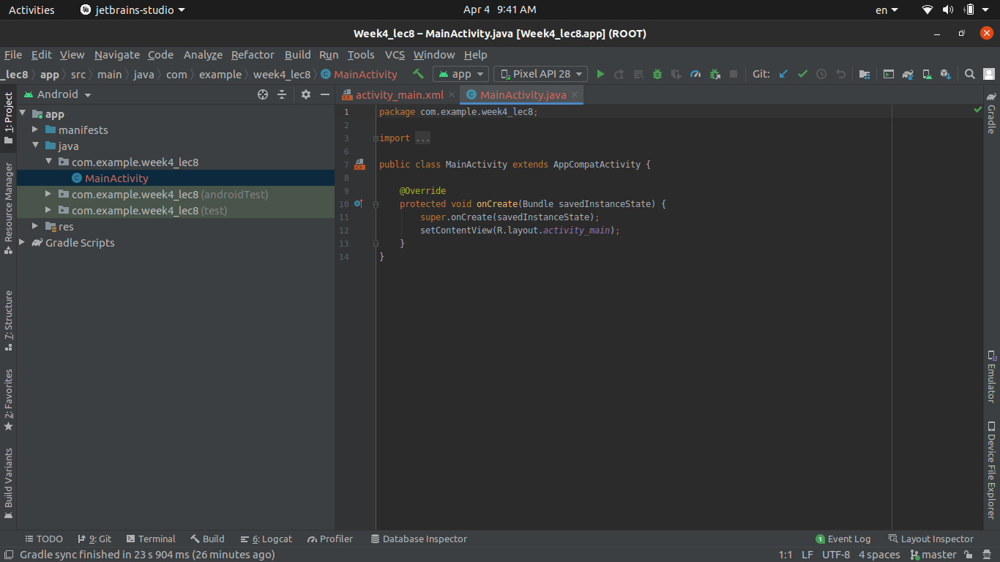 Activities jetbrains-studio Apr 4 9:41 AM en
Week4_lec8 – MainActivity.java [Week4_lec8.app] (ROOT)
File Edit View Navigate Code Analyze Refactor Build Run Tools VCS Window Help
_lec8 app src main java com example week4_lec8 MainActivity app Pixel API 28 Git:
Android
activity_main.xml MainActivity.java
1: Project
Resource Manager
7: Structure
2: Favorites
Build Variants
app
manifests
java
com.example.week4_lec8
MainActivity
com.example.week4_lec8 (androidTest)
com.example.week4_lec8 (test)
res
Gradle Scripts
1 package com.example.week4_lec8;
2
3 import ...
6
7 public class MainActivity extends AppCompatActivity {
8
9 @Override
10 protected void onCreate(Bundle savedInstanceState) {
11 super.onCreate(savedInstanceState);
12 setContentView(R.layout.activity_main);
13 }
14 }
Gradle
Emulator
Device File Explorer
TODO 9: Git Terminal Build 6: Logcat Profiler Database Inspector 1 Event Log Layout Inspector
Gradle sync finished in 23 s 904 ms (26 minutes ago) 1:1 LF UTF-8 4 spaces master